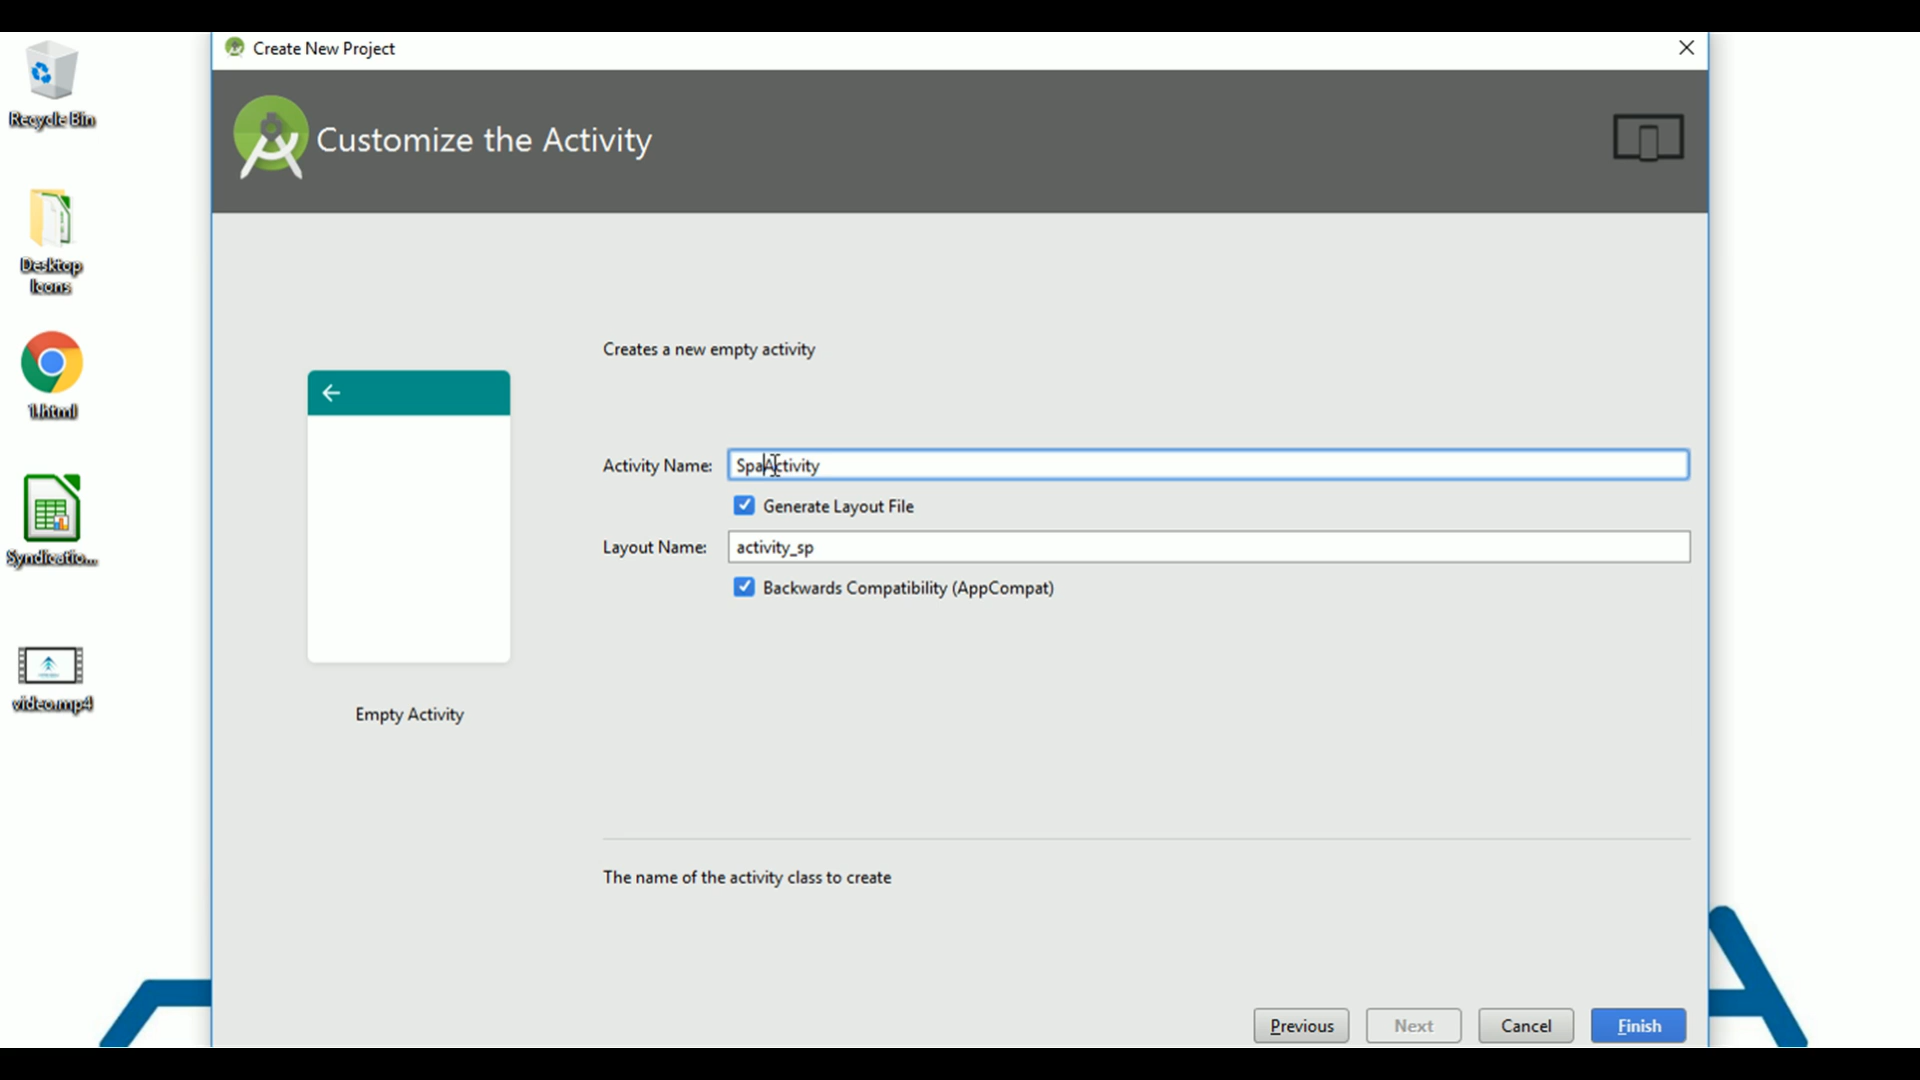 Create New Project
Customize the Activity
Recycle Bin
Desktop
Icons
1.html
Syndicatio...
video.mp4
Creates a new empty activity
Activity Name: SpaActivity
Generate Layout File
Layout Name: activity_sp
Backwards Compatibility (AppCompat)
Empty Activity
The name of the activity class to create
Previous Next Cancel Finish